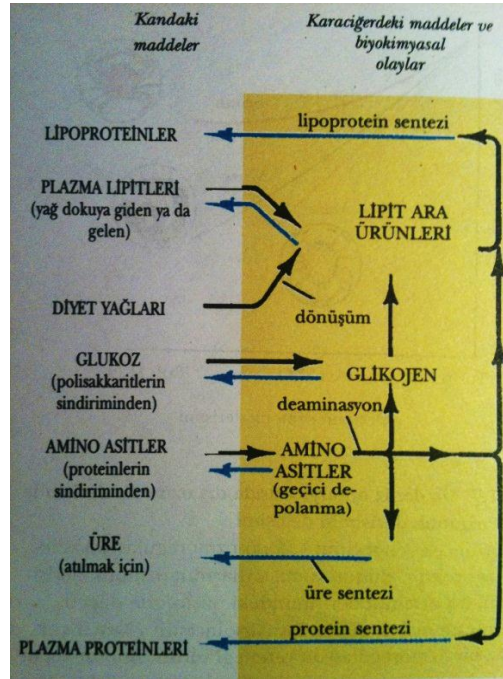 Kandaki
maddeler
Karaciğerdeki maddeler ve
biyokimyasal
olaylar
LİPOPROTEİNLER
lipoprotein sentezi
PLAZMA LİPİTLERİ
(yağ dokuya giden ya da
gelen)
LİPİT ARA
ÜRÜNLERİ
DİYET YAĞLARI
dönüşüm
GLUKOZ
(polisakkaritlerin
sindiriminden)
GLİKOJEN
deaminasyon
AMİNO ASİTLER
(proteinlerin
sindiriminden)
AMİNO
ASİTLER
(geçici de-
polanma)
ÜRE
(atılmak için)
üre sentezi
protein sentezi
PLAZMA PROTEİNLERİ